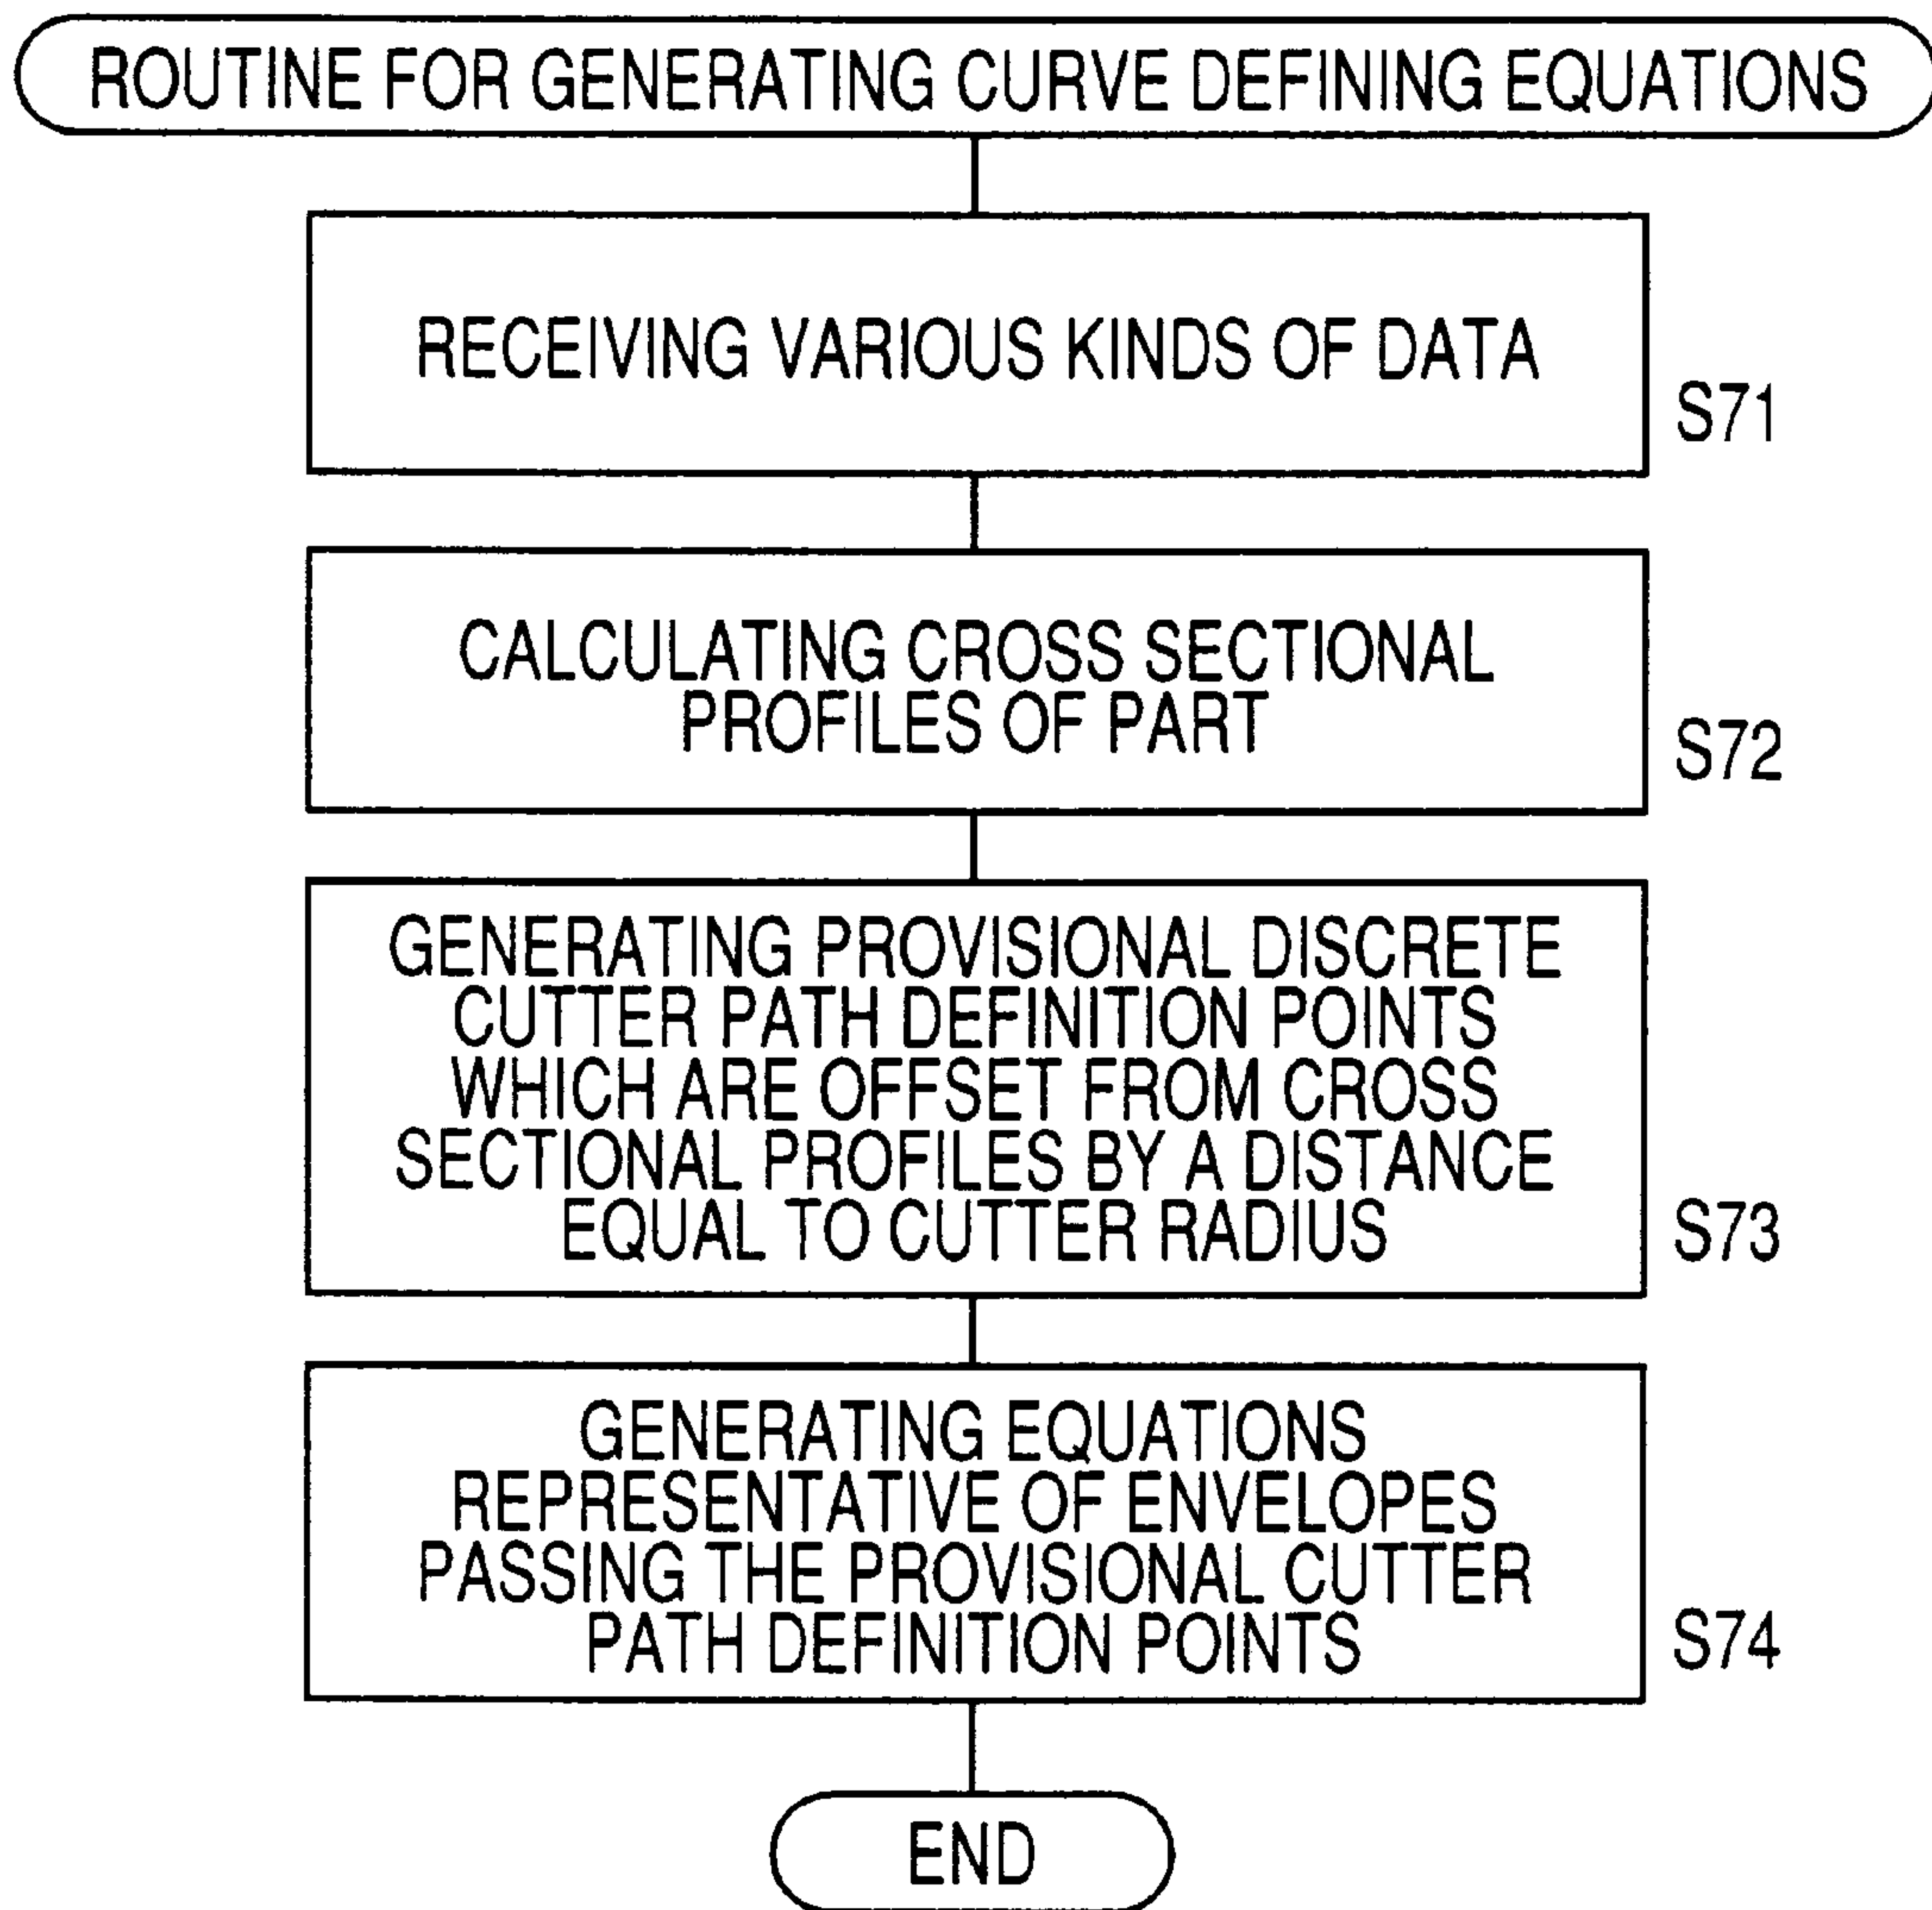 ROUTINE FOR GENERATING CURVE DEFINING EQUATIONS
RECEIVING VARIOUS KINDS OF DATA
S71
CALCULATING CROSS SECTIONAL
PROFILES OF PART
S72
GENERATING PROVISIONAL DISCRETE
CUTTER PATH DEFINITION POINTS
WHICH ARE OFFSET FROM CROSS
SECTIONAL PROFILES BY A DISTANCE
EQUAL TO CUTTER RADIUS
S73
GENERATING EQUATIONS
REPRESENTATIVE OF ENVELOPES
PASSING THE PROVISIONAL CUTTER
PATH DEFINITION POINTS
S74
END